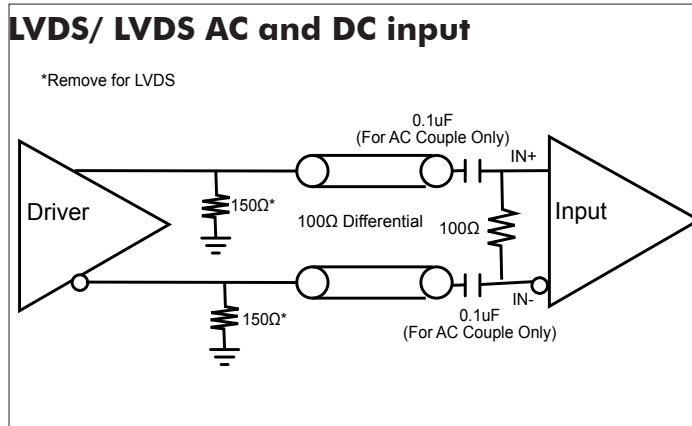 LVDS/ LVDS AC and DC input
*Remove for LVDS
0.1uF
(For AC Couple Only)
IN+
Driver
150Ω*
100Ω Differential
100Ω
Input
150Ω*
IN-
0.1uF
(For AC Couple Only)